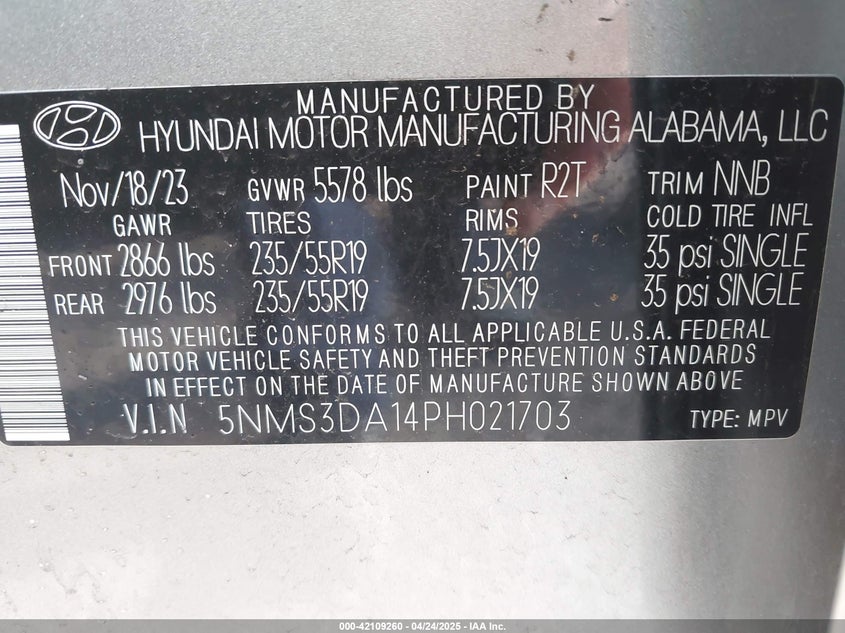 MANUFACTURED BY
HYUNDAI MOTOR MANUFACTURING ALABAMA, LLC
Nov/18/23 GVWR 5578 lbs PAINT R2T TRIM NNB
GAWR TIRES RIMS COLD TIRE INFL
FRONT 2866 lbs 235/55R19 7.5JX19 35 psi SINGLE
REAR 2976 lbs 235/55R19 7.5JX19 35 psi SINGLE
THIS VEHICLE CONFORMS TO ALL APPLICABLE U.S.A. FEDERAL
MOTOR VEHICLE SAFETY AND THEFT PREVENTION STANDARDS
IN EFFECT ON THE DATE OF MANUFACTURE SHOWN ABOVE
V.I.N 5NMS3DA14PH021703 TYPE: MPV
000-42109260 - 04/24/2025 - IAA Inc.